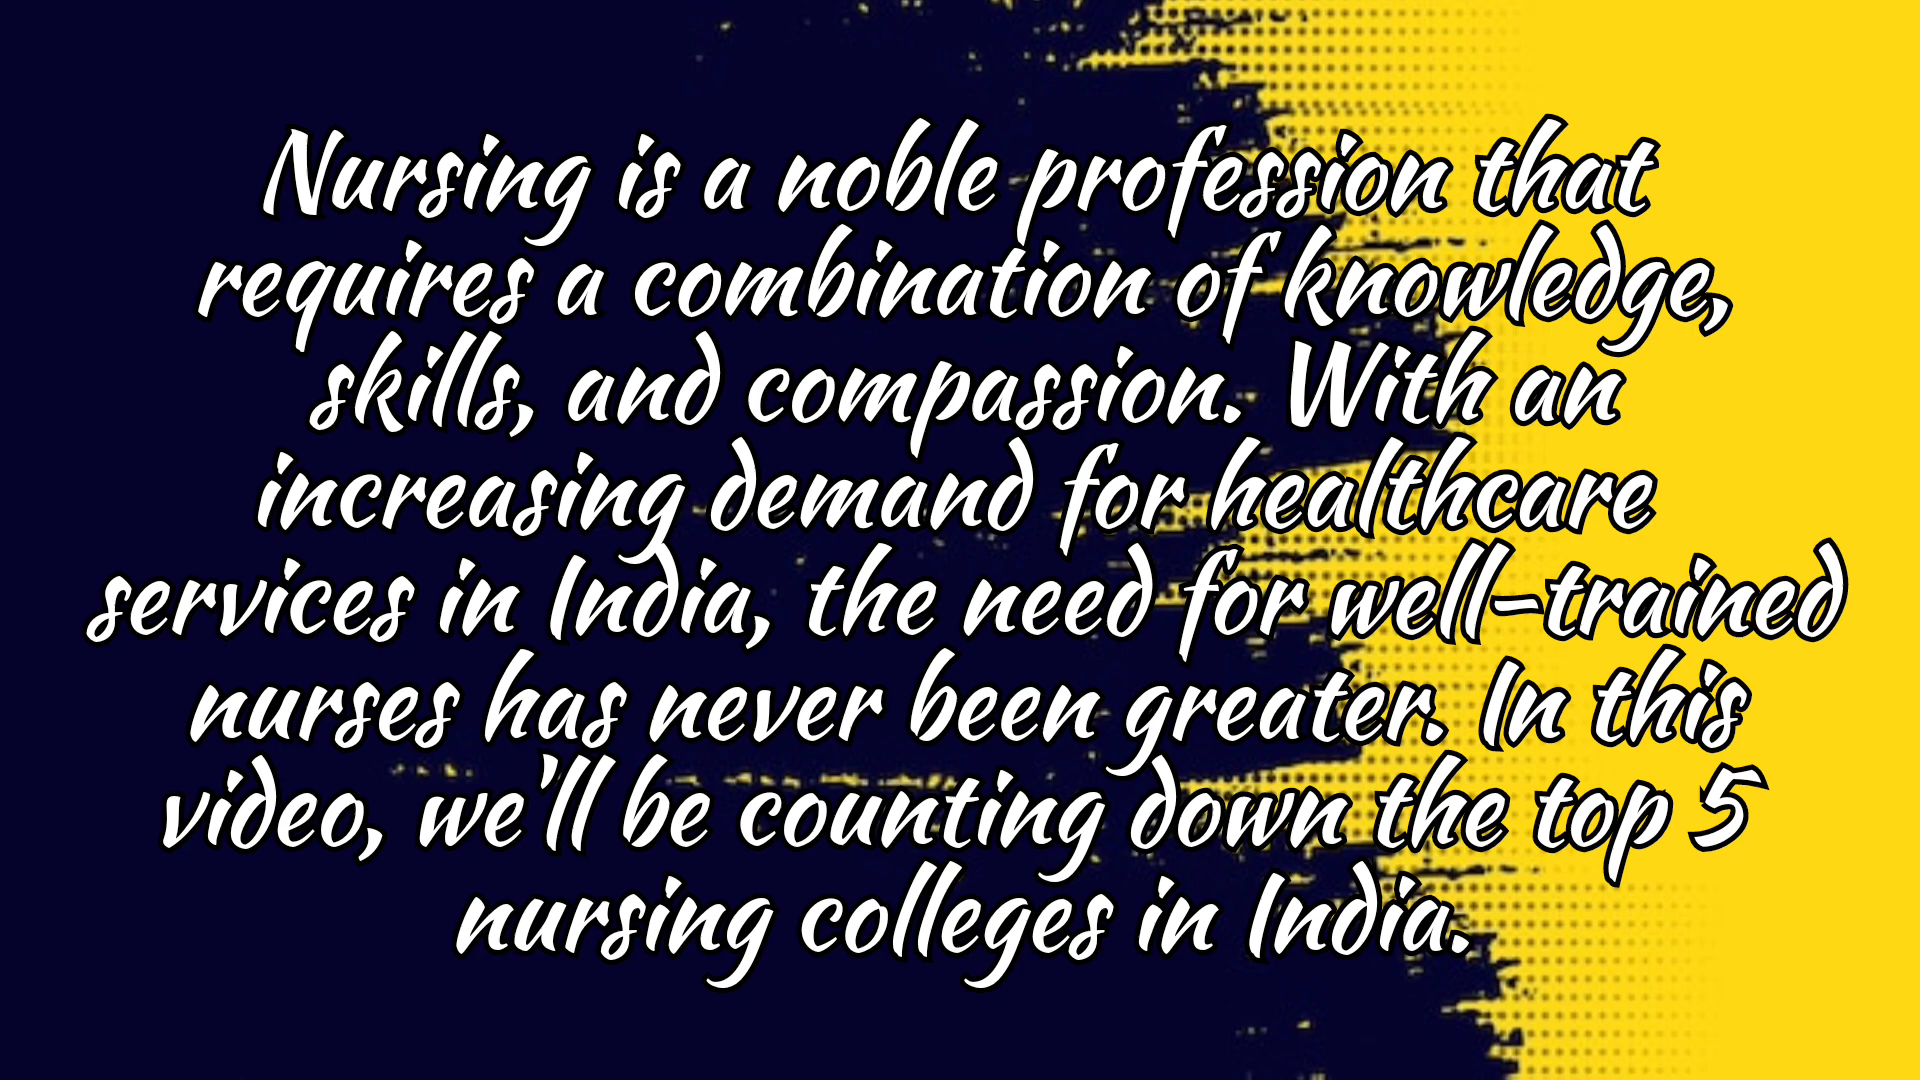 Nursing is a noble profession that
requires a combination of knowledge,
skills, and compassion. With an
increasing demand for healthcare
services in India, the need for well-trained
nurses has never been greater. In this
video, we'll be counting down the top 5
nursing colleges in India.